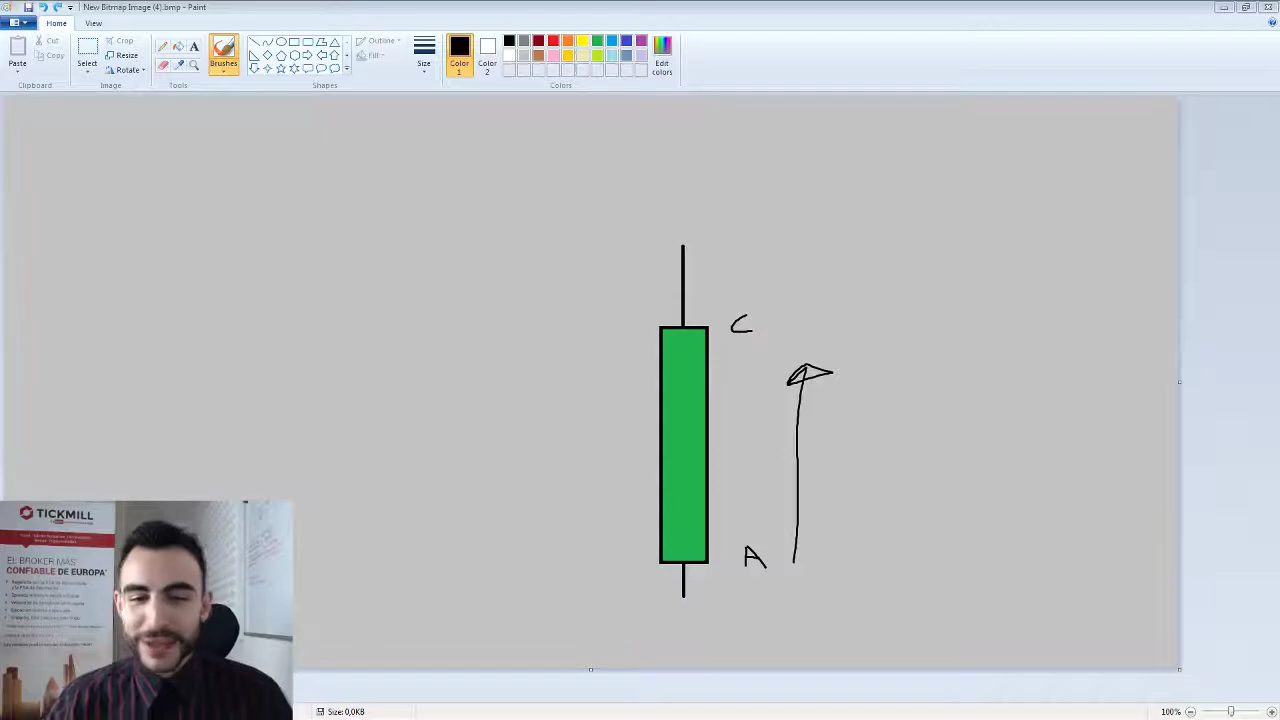 New Bitmap Image (4).bmp - Paint
Home View
Paste
Cut
Copy
Clipboard
Select
Crop
Resize
Rotate
Image
A
Tools
Brushes
Outline
Fill
Shapes
Size
Color 1
Color 2
Edit colors
Colors
C
A
TICKMILL
EL BROKER MÁS
CONFIABLE DE EUROPA*
Size: 0,0KB
100%